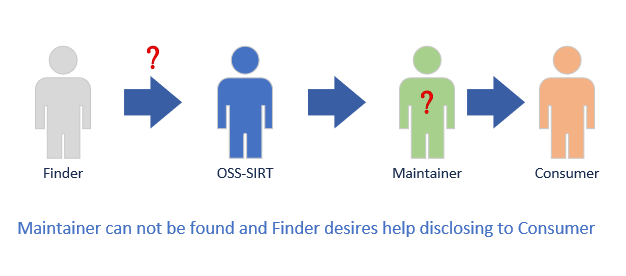 ?
?
Finder
OSS-SIRT
Maintainer
Consumer
Maintainer can not be found and Finder desires help disclosing to Consumer